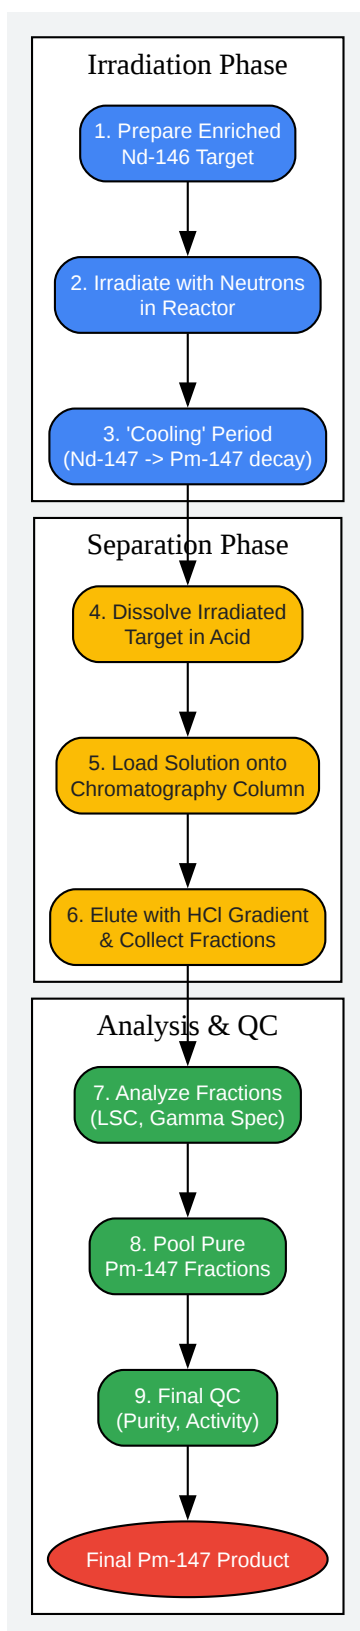 Irradiation Phase
1. Prepare Enriched
Nd-146 Target
2. Irradiate with Neutrons
in Reactor
3. 'Cooling' Period
(Nd-147 -> Pm-147 decay)
Separation Phase
4. Dissolve Irradiated
Target in Acid
5. Load Solution onto
Chromatography Column
6. Elute with HCl Gradient
& Collect Fractions
Analysis & QC
7. Analyze Fractions
(LSC, Gamma Spec)
8. Pool Pure
Pm-147 Fractions
9. Final QC
(Purity, Activity)
Final Pm-147 Product